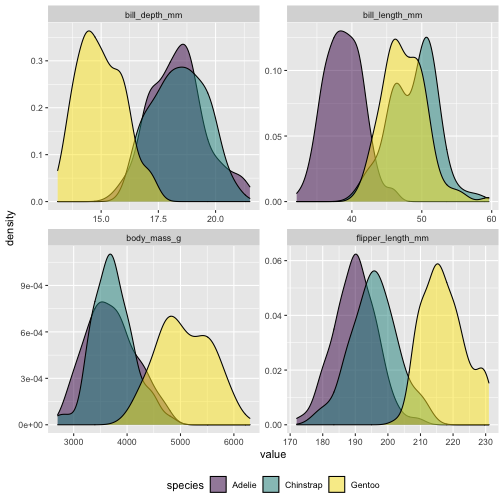 bill_depth_mm
bill_length_mm
0.3
0.2
0.1
0.0
15.0 17.5 20.0
0.10
0.05
0.00
40 50 60
density
body_mass_g
flipper_length_mm
9e-04
6e-04
3e-04
0e+00
3000 4000 5000 6000
0.06
0.04
0.02
0.00
170 180 190 200 210 220 230
value
species Adelie Chinstrap Gentoo